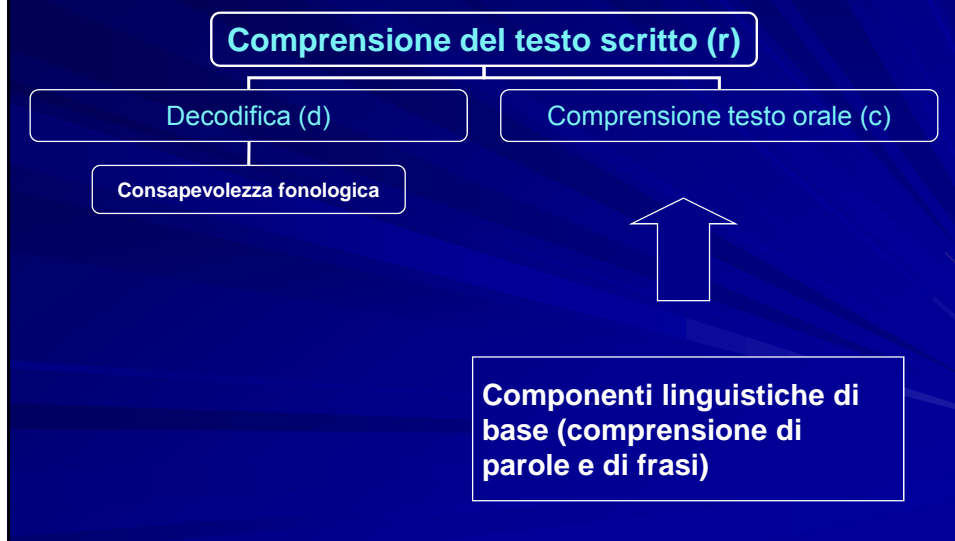 Comprensione del testo scritto (r)
Decodifica (d)
Comprensione testo orale (c)
Consapevolezza fonologica
Componenti linguistiche di
base (comprensione di
parole e di frasi)